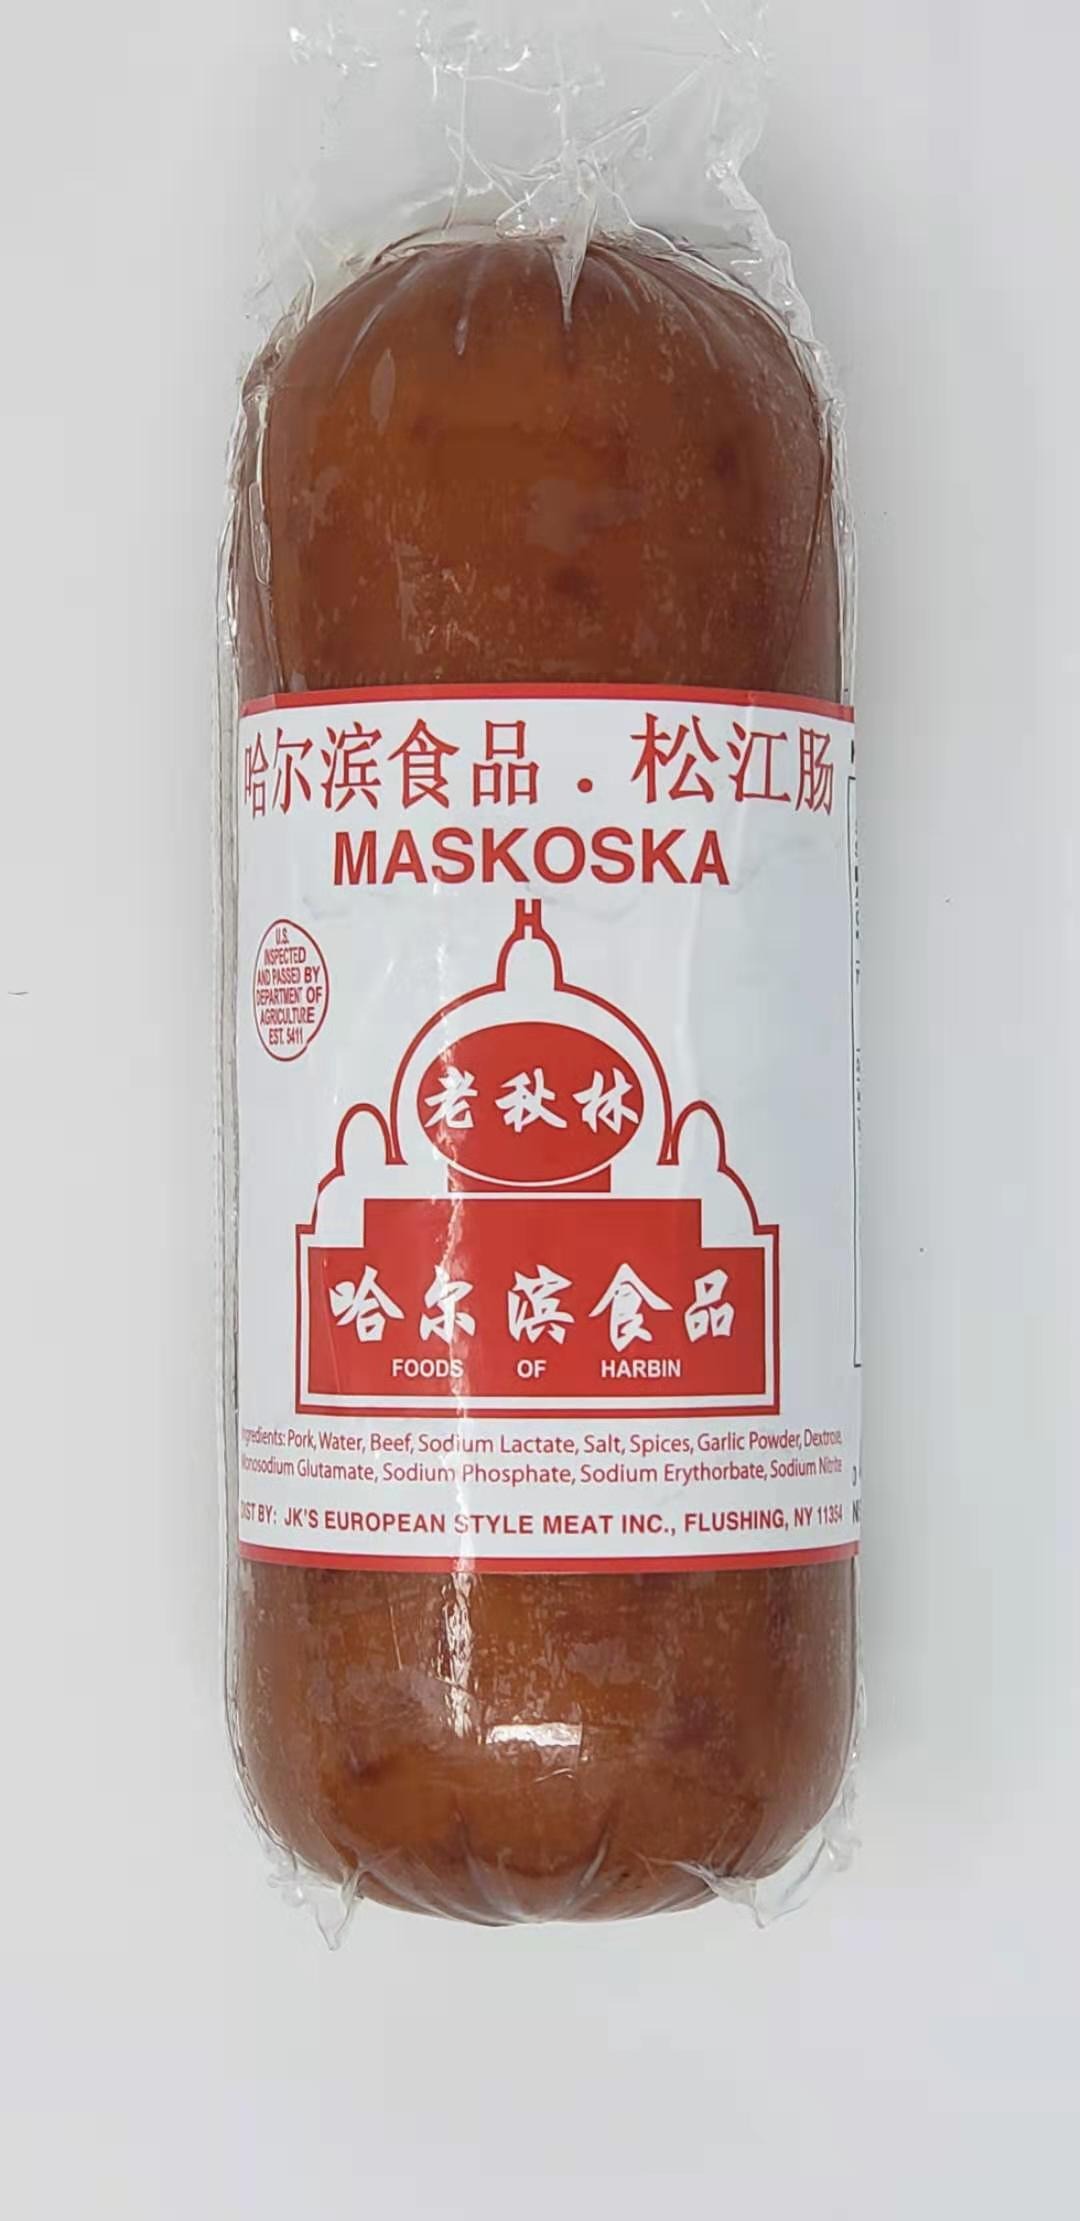 哈尔滨食品.松江肠
MASKOSKA
U.S.
INSPECTED
AND PASSED BY
DEPARTMENT OF
AGRICULTURE
EST. 5411
老秋林
哈尔滨食品
FOODS OF HARBIN
Ingredients: Pork, Water, Beef, Sodium Lactate, Salt, Spices, Garlic Powder, Dextrose,
Monosodium Glutamate, Sodium Phosphate, Sodium Erythorbate, Sodium Nitrite
DIST BY: JK'S EUROPEAN STYLE MEAT INC., FLUSHING, NY 11354